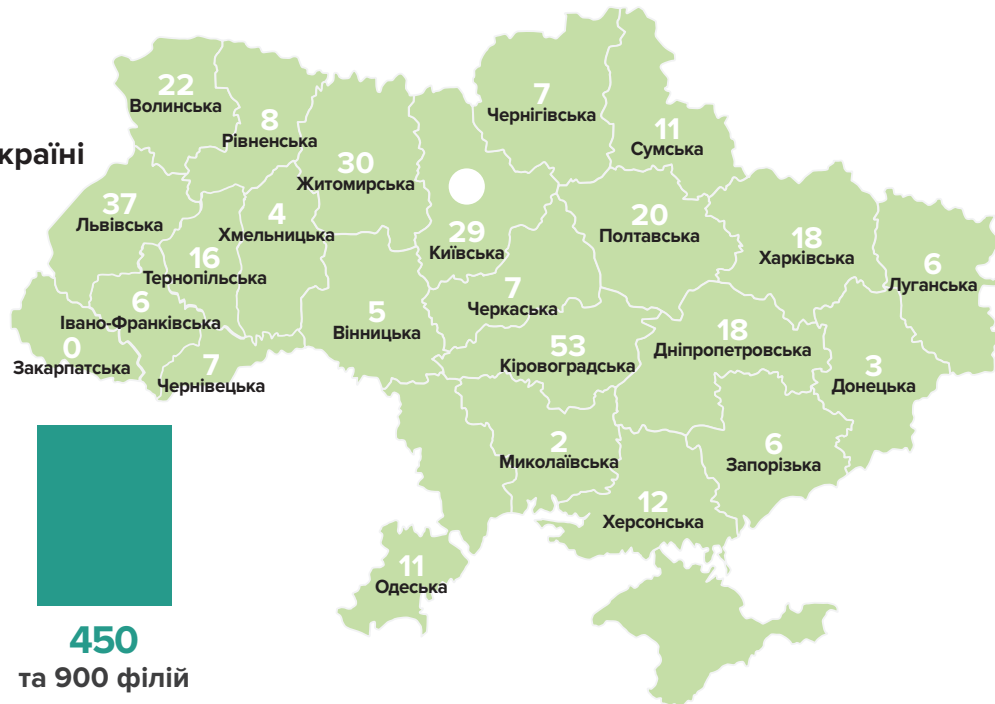 країні
22
Волинська
8
Рівненська
7
Чернігівська
11
Сумська
30
Житомирська
37
Львівська
4
Хмельницька
16
Тернопільська
29
Київська
20
Полтавська
18
Харківська
6
Луганська
6
Івано-Франківська
0
Закарпатська
7
Чернівецька
5
Вінницька
7
Черкаська
53
Кіровоградська
18
Дніпропетровська
3
Донецька
2
Миколаївська
6
Запорізька
12
Херсонська
11
Одеська
450
та 900 філій